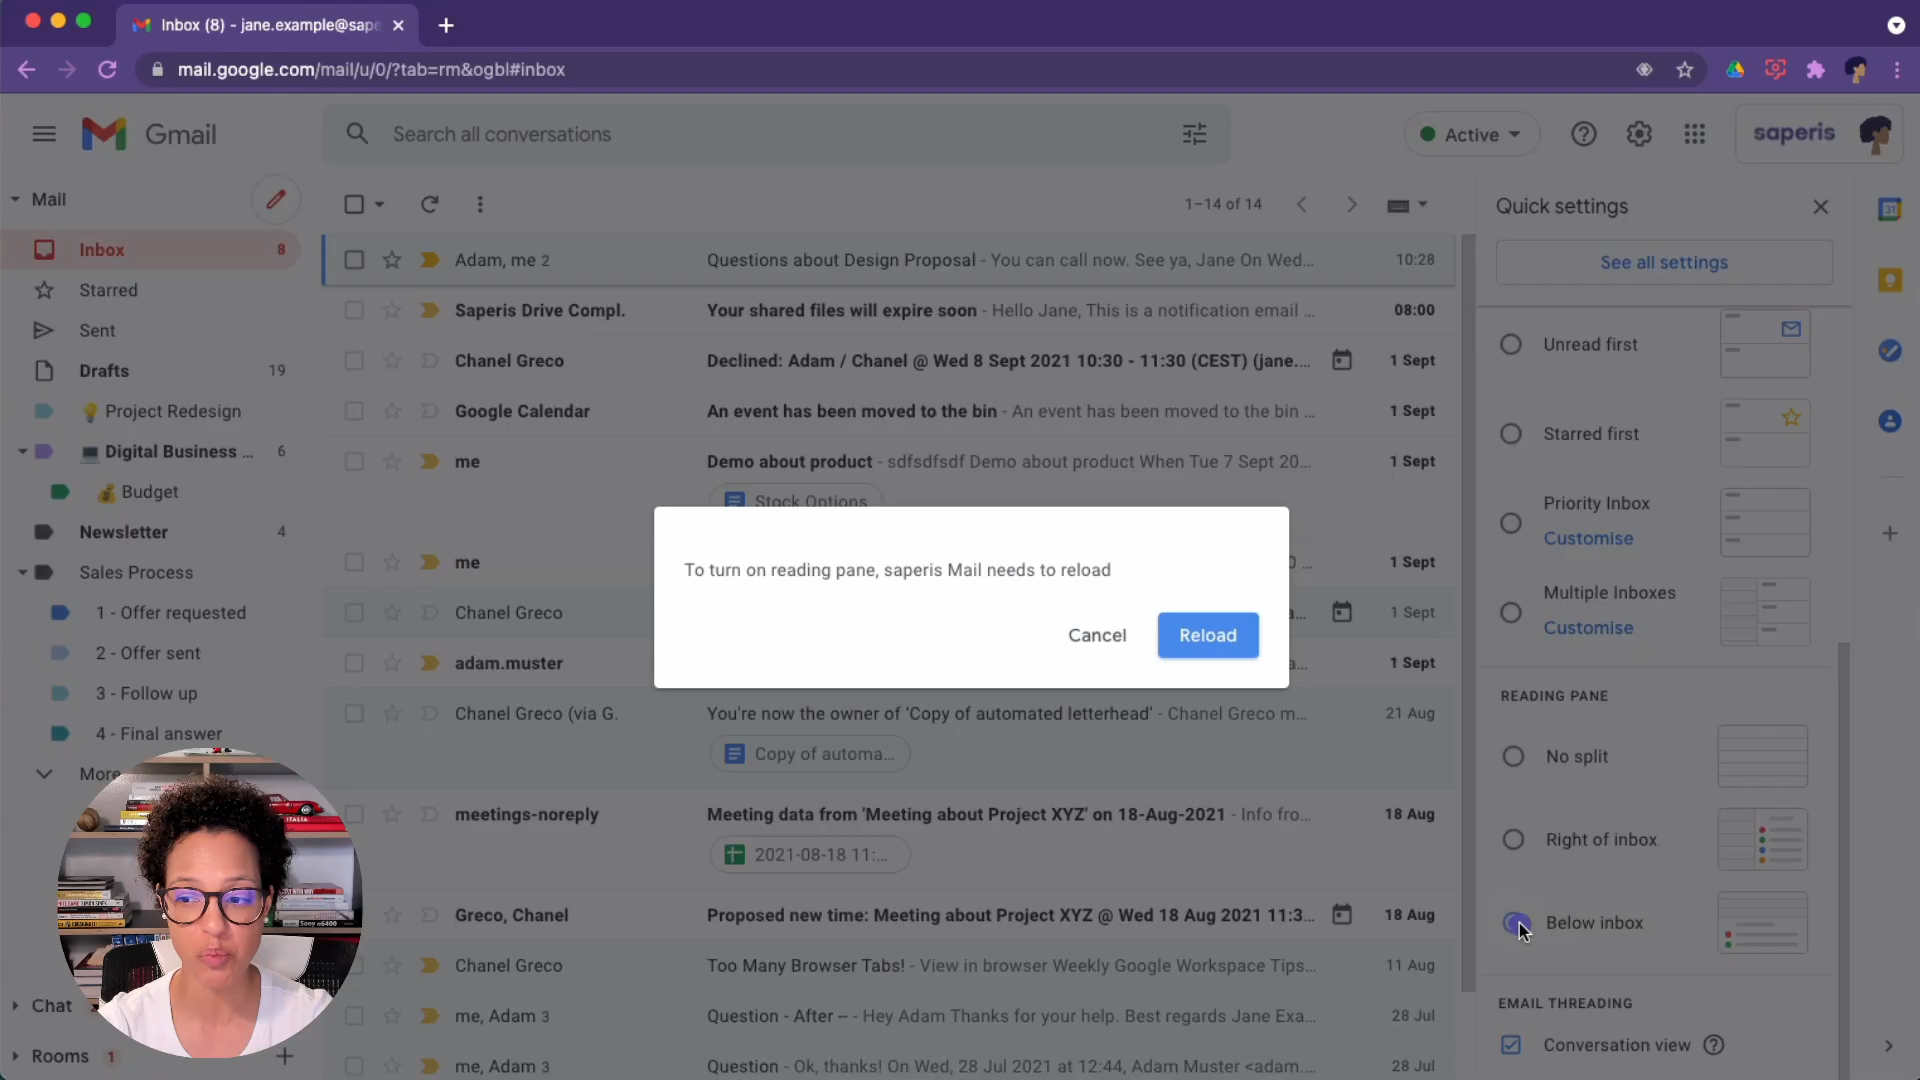 Inbox (8) - jane.example@sape
mail.google.com/mail/u/0/?tab=rm&ogbl#inbox
Gmail
Search all conversations
Active
saperis
Mail
Inbox 8
Starred
Sent
Drafts 19
Project Redesign
Digital Business ... 6
Budget
Newsletter 4
Sales Process
1 - Offer requested
2 - Offer sent
3 - Follow up
4 - Final answer
More
Chat
Rooms 1
1–14 of 14
Adam, me 2 Questions about Design Proposal - You can call now. See ya, Jane On Wed... 10:28
Saperis Drive Compl. Your shared files will expire soon - Hello Jane, This is a notification email ... 08:00
Chanel Greco Declined: Adam / Chanel @ Wed 8 Sept 2021 10:30 - 11:30 (CEST) (jane.... 1 Sept
Google Calendar An event has been moved to the bin - An event has been moved to the bin ... 1 Sept
me Demo about product - sdfsdfsdf Demo about product When Tue 7 Sept 20... 1 Sept
Stock Options
me 0 ... 1 Sept
Chanel Greco a... 1 Sept
adam.muster a... 1 Sept
To turn on reading pane, saperis Mail needs to reload
Cancel Reload
Chanel Greco (via G. You're now the owner of ‘Copy of automated letterhead’ - Chanel Greco m... 21 Aug
Copy of automa...
meetings-noreply Meeting data from 'Meeting about Project XYZ' on 18-Aug-2021 - Info fro... 18 Aug
2021-08-18 11:...
Greco, Chanel Proposed new time: Meeting about Project XYZ @ Wed 18 Aug 2021 11:3... 18 Aug
Chanel Greco Too Many Browser Tabs! - View in browser Weekly Google Workspace Tips... 11 Aug
me, Adam 3 Question - After – - Hey Adam Thanks for your help. Best regards Jane Exa... 28 Jul
me, Adam 3 Question - Ok, thanks! On Wed, 28 Jul 2021 at 12:44, Adam Muster <adam... 28 Jul
Quick settings
See all settings
Unread first
Starred first
Priority Inbox
Customise
Multiple Inboxes
Customise
READING PANE
No split
Right of inbox
Below inbox
EMAIL THREADING
Conversation view
31
ITALIA
Sony α6400